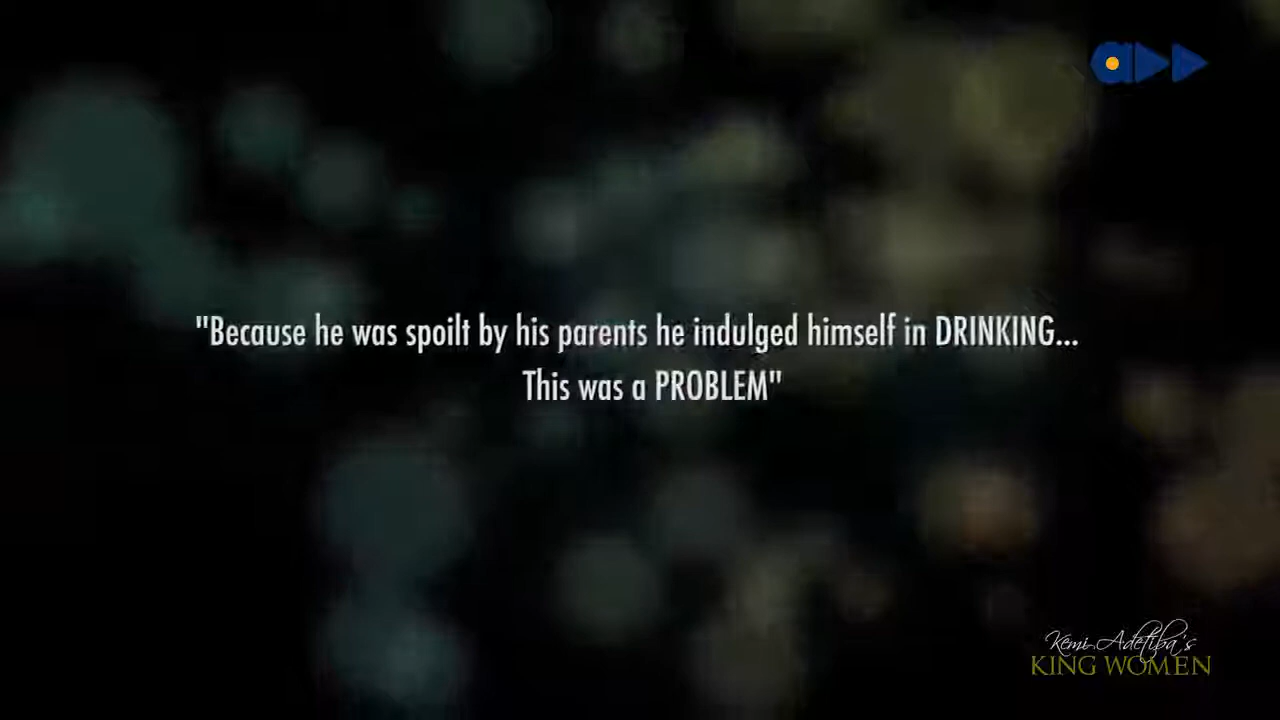 "Because he was spoilt by his parents he indulged himself in DRINKING...
This was a PROBLEM"
Kemi Adetiba's
KING WOMEN